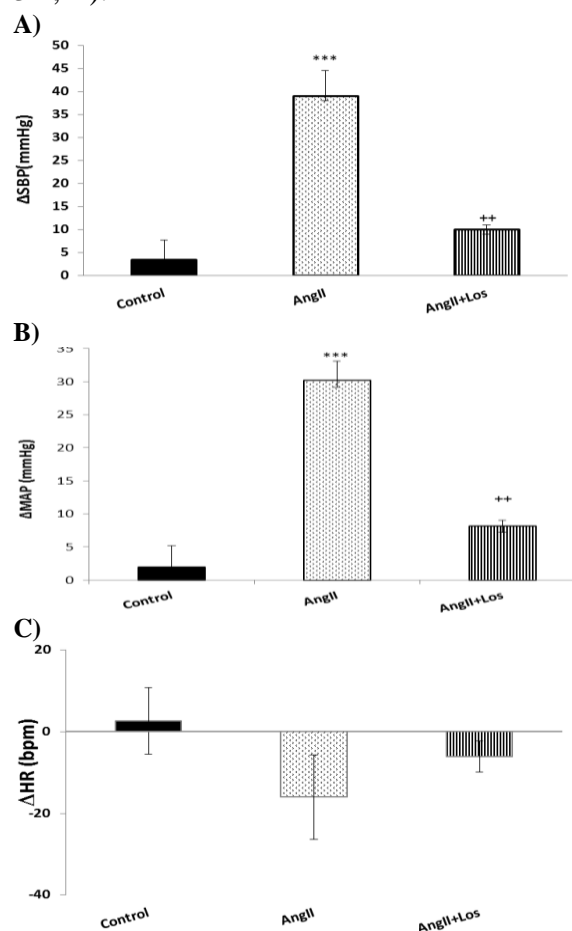 A)
50
45
40
35
30
25
20
15
10
5
0
ΔSBP(mmHg)
***
++
Control
AngII
AngII+Los
B)
35
30
25
20
15
10
5
0
ΔMAP (mmHg)
***
++
Control
AngII
AngII+Los
C)
20
0
-20
-40
ΔHR (bpm)
Control
AngII
AngII+Los